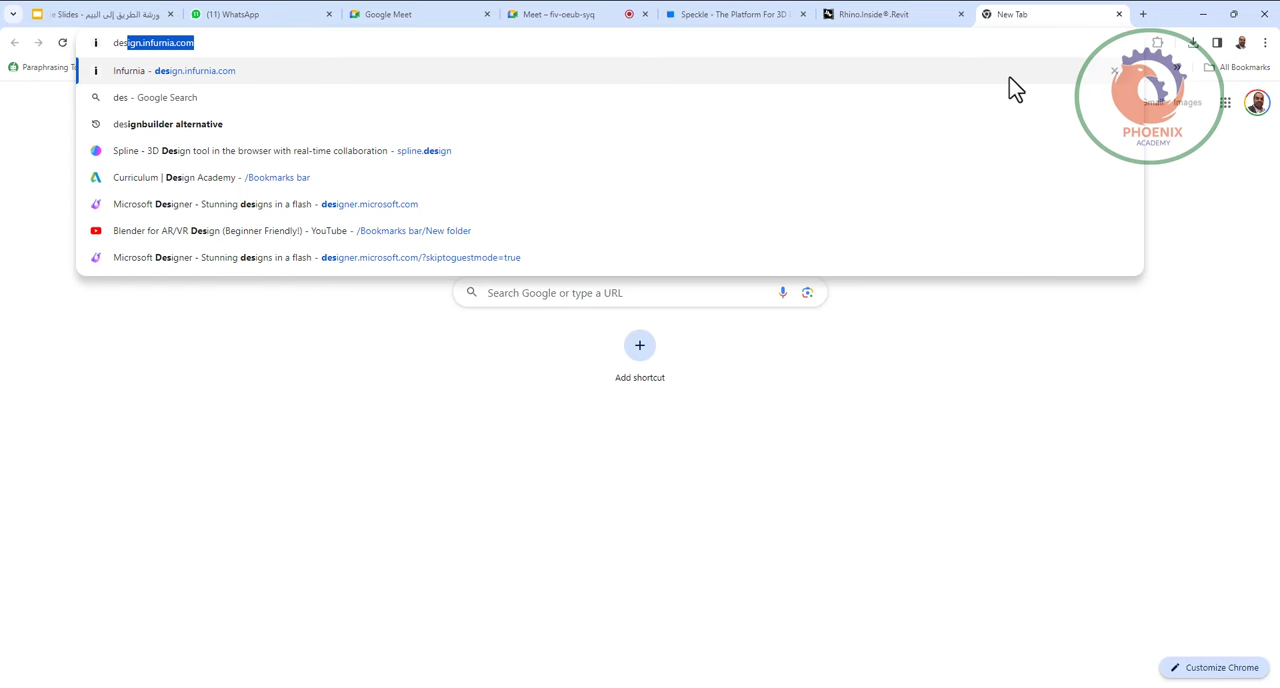 Slides - ورشة الطريق إلى البيم
(11) WhatsApp
Google Meet
Meet – fiv-oeub-syq
Speckle - The Platform For 3D
Rhino.Inside®.Revit
New Tab
design.infurnia.com
Paraphrasing To
All Bookmarks
Infurnia - design.infurnia.com
des - Google Search
designbuilder alternative
Spline - 3D Design tool in the browser with real-time collaboration - spline.design
Curriculum | Design Academy - /Bookmarks bar
Microsoft Designer - Stunning designs in a flash - designer.microsoft.com
Blender for AR/VR Design (Beginner Friendly!) - YouTube - /Bookmarks bar/New folder
Microsoft Designer - Stunning designs in a flash - designer.microsoft.com/?skiptoguestmode=true
Gmail Images
PHOENIX
ACADEMY
Search Google or type a URL
Add shortcut
Customize Chrome